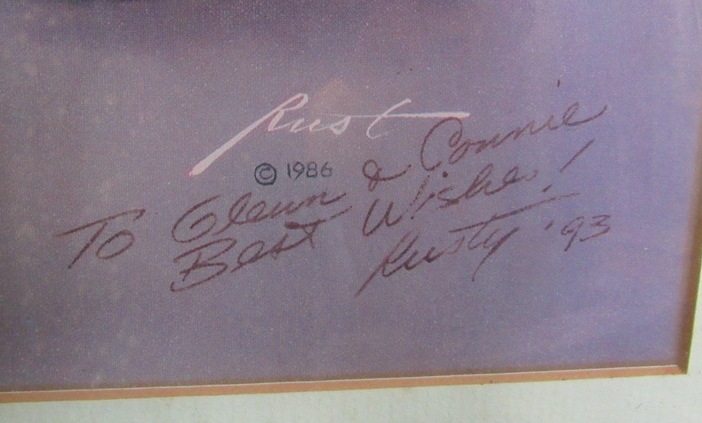 Rust
© 1986
To Glenn & Connie
Best Wishes!
Rusty '93